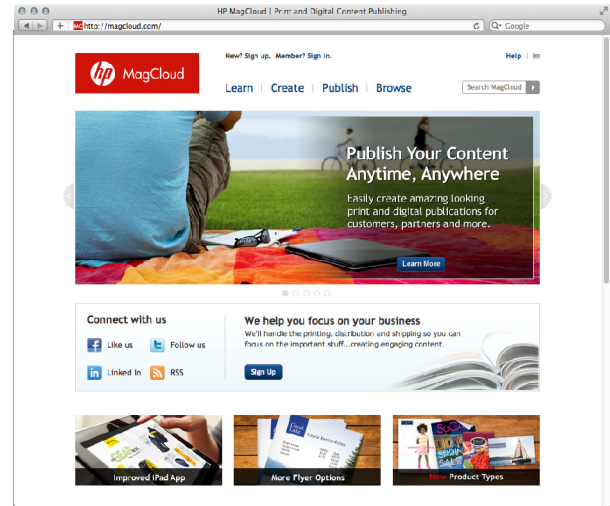 HP MagCloud | Print and Digital Content Publishing
MC http://magcloud.com/
Google
hp MagCloud
New? Sign up. Member? Sign in.
Help
Learn | Create | Publish | Browse
Search MagCloud
Publish Your Content
Anytime, Anywhere
Easily create amazing looking
print and digital publications for
customers, partners and more.
Learn More
Connect with us
Like us
Follow us
Linked In
RSS
We help you focus on your business
We'll handle the printing, distribution and shipping so you can
focus on the important stuff...creating engaging content.
Sign Up
Improved iPad App
More Flyer Options
New Product Types